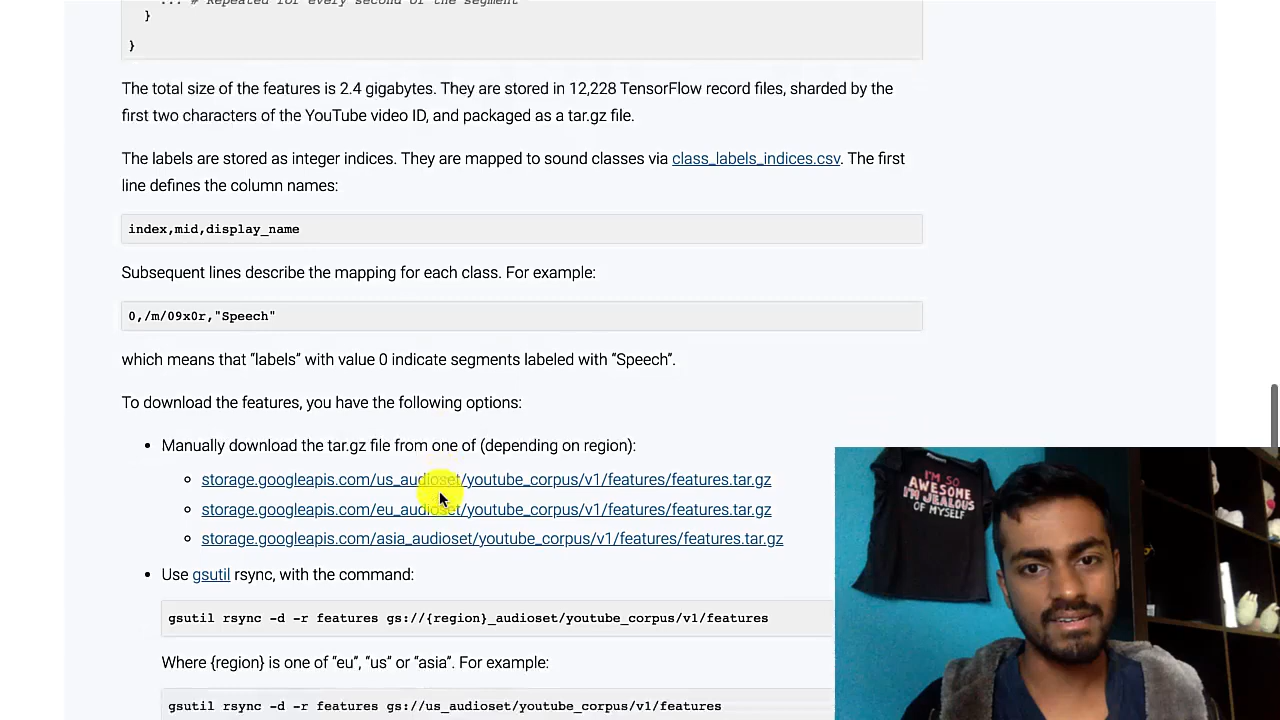 ... # Repeated for every second of the segment
}
}
The total size of the features is 2.4 gigabytes. They are stored in 12,228 TensorFlow record files, sharded by the
first two characters of the YouTube video ID, and packaged as a tar.gz file.
The labels are stored as integer indices. They are mapped to sound classes via class_labels_indices.csv. The first
line defines the column names:
index,mid,display_name
Subsequent lines describe the mapping for each class. For example:
0,/m/09x0r,"Speech"
which means that “labels” with value 0 indicate segments labeled with “Speech”.
To download the features, you have the following options:
• Manually download the tar.gz file from one of (depending on region):
storage.googleapis.com/us_audioset/youtube_corpus/v1/features/features.tar.gz
storage.googleapis.com/eu_audioset/youtube_corpus/v1/features/features.tar.gz
storage.googleapis.com/asia_audioset/youtube_corpus/v1/features/features.tar.gz
• Use gsutil rsync, with the command:
gsutil rsync -d -r features gs://{region}_audioset/youtube_corpus/v1/features
Where {region} is one of “eu”, “us” or “asia”. For example:
gsutil rsync -d -r features gs://us_audioset/youtube_corpus/v1/features
I'M SO
AWESOME
I'M JEALOUS
OF MYSELF